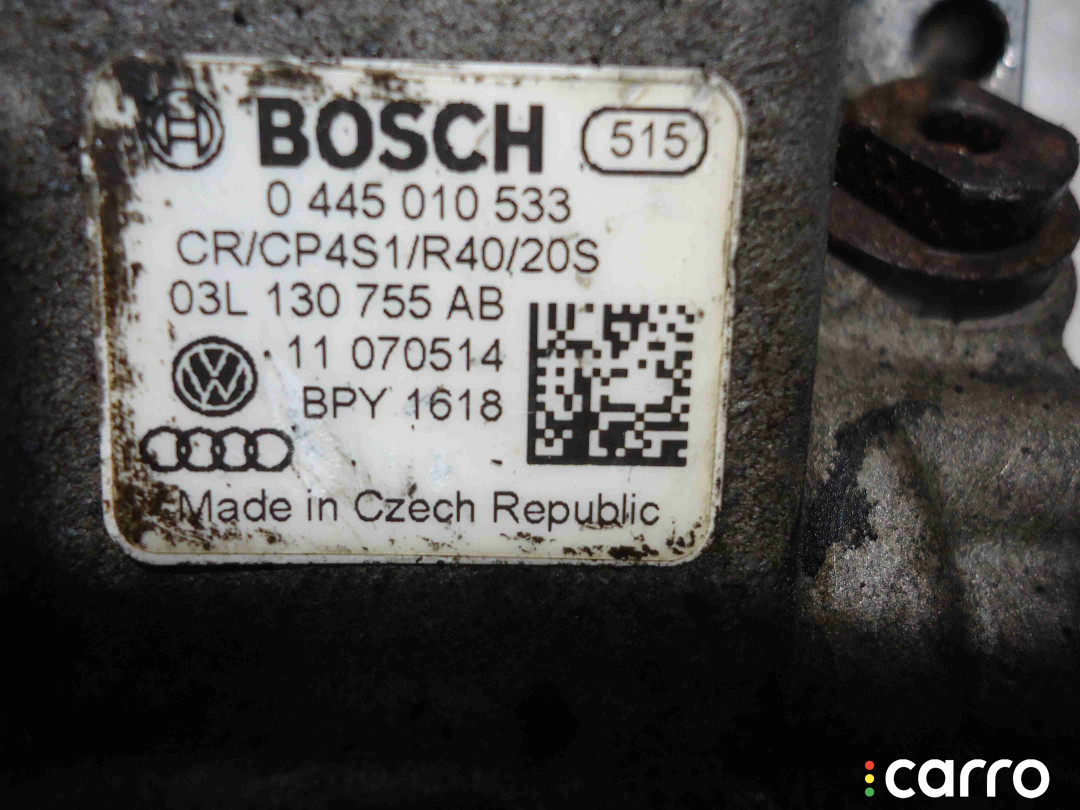 BOSCH 515
0 445 010 533
CR/CP4S1/R40/20S
03L 130 755 AB
11 070514
BPY 1618
Made in Czech Republic
carro